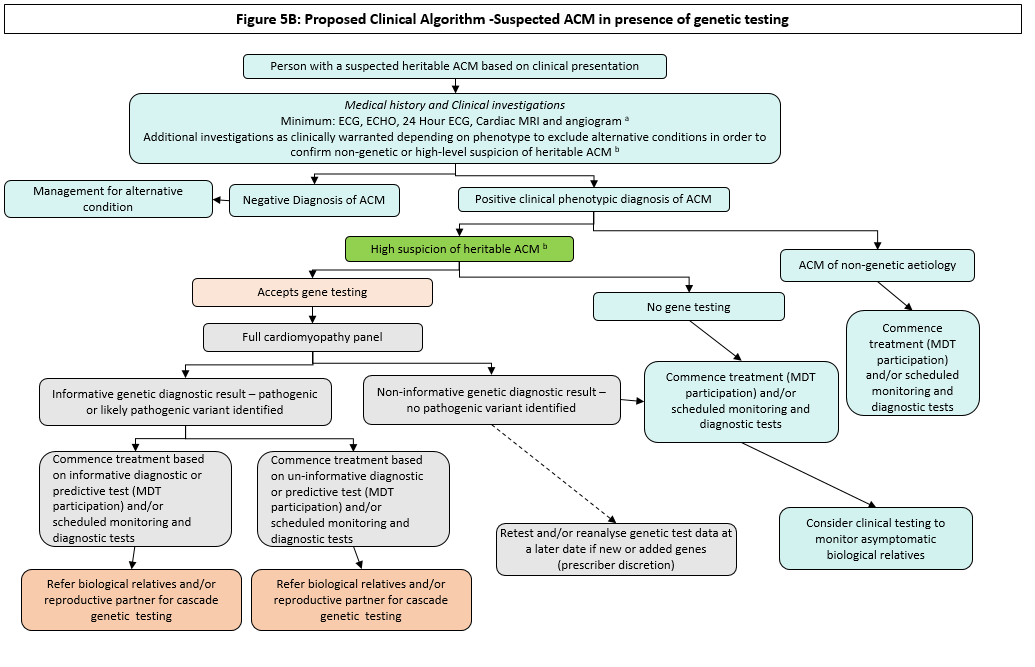 Figure 5B: Proposed Clinical Algorithm -Suspected ACM in presence of genetic testing
Person with a suspected heritable ACM based on clinical presentation
Medical history and Clinical investigations
Minimum: ECG, ECHO, 24 Hour ECG, Cardiac MRI and angiogram a
Additional investigations as clinically warranted depending on phenotype to exclude alternative conditions in order to
confirm non-genetic or high-level suspicion of heritable ACM b
Management for alternative
condition
Negative Diagnosis of ACM
Positive clinical phenotypic diagnosis of ACM
High suspicion of heritable ACM b
ACM of non-genetic aetiology
Accepts gene testing
No gene testing
Full cardiomyopathy panel
Commence
treatment (MDT
participation)
and/or scheduled
monitoring and
diagnostic tests
Informative genetic diagnostic result – pathogenic
or likely pathogenic variant identified
Non-informative genetic diagnostic result –
no pathogenic variant identified
Commence treatment (MDT
participation) and/or
scheduled monitoring and
diagnostic tests
Commence treatment based
on informative diagnostic or
predictive test (MDT
participation) and/or
scheduled monitoring and
diagnostic tests
Commence treatment based
on un-informative diagnostic
or predictive test (MDT
participation) and/or
scheduled monitoring and
diagnostic tests
Retest and/or reanalyse genetic test data at
a later date if new or added genes
(prescriber discretion)
Consider clinical testing to
monitor asymptomatic
biological relatives
Refer biological relatives and/or
reproductive partner for cascade
genetic testing
Refer biological relatives and/or
reproductive partner for cascade
genetic testing